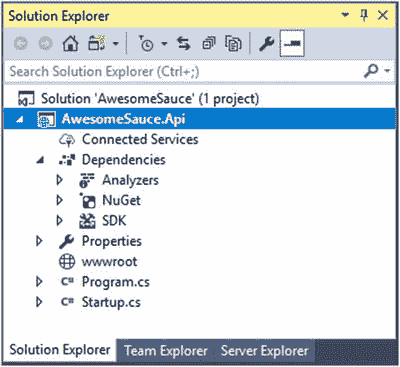 Solution Explorer
Search Solution Explorer (Ctrl+;)
Solution 'AwesomeSauce' (1 project)
AwesomeSauce.Api
Connected Services
Dependencies
Analyzers
NuGet
SDK
Properties
wwwroot
C# Program.cs
C# Startup.cs
Solution Explorer Team Explorer Server Explorer